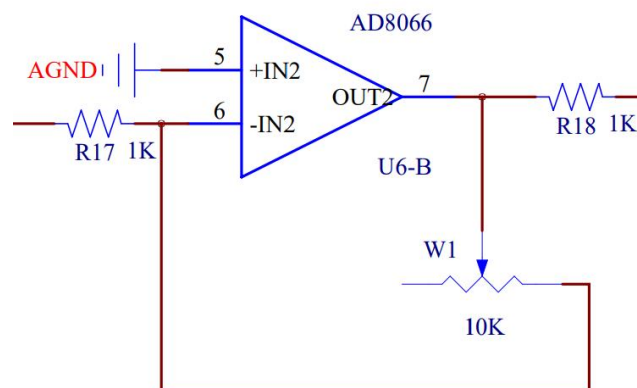 AD8066
5
+IN2
AGND
7
OUT2
6
-IN2
R17
1K
R18
1K
U6-B
W1
10K